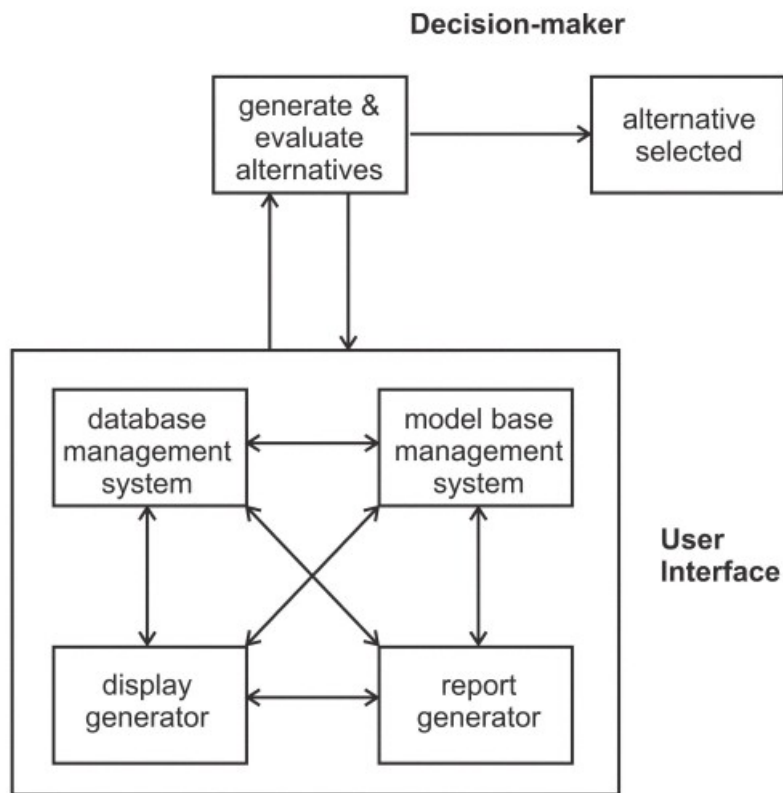 Decision-maker
generate &
evaluate
alternatives
alternative
selected
database
management
system
model base
management
system
User
Interface
display
generator
report
generator